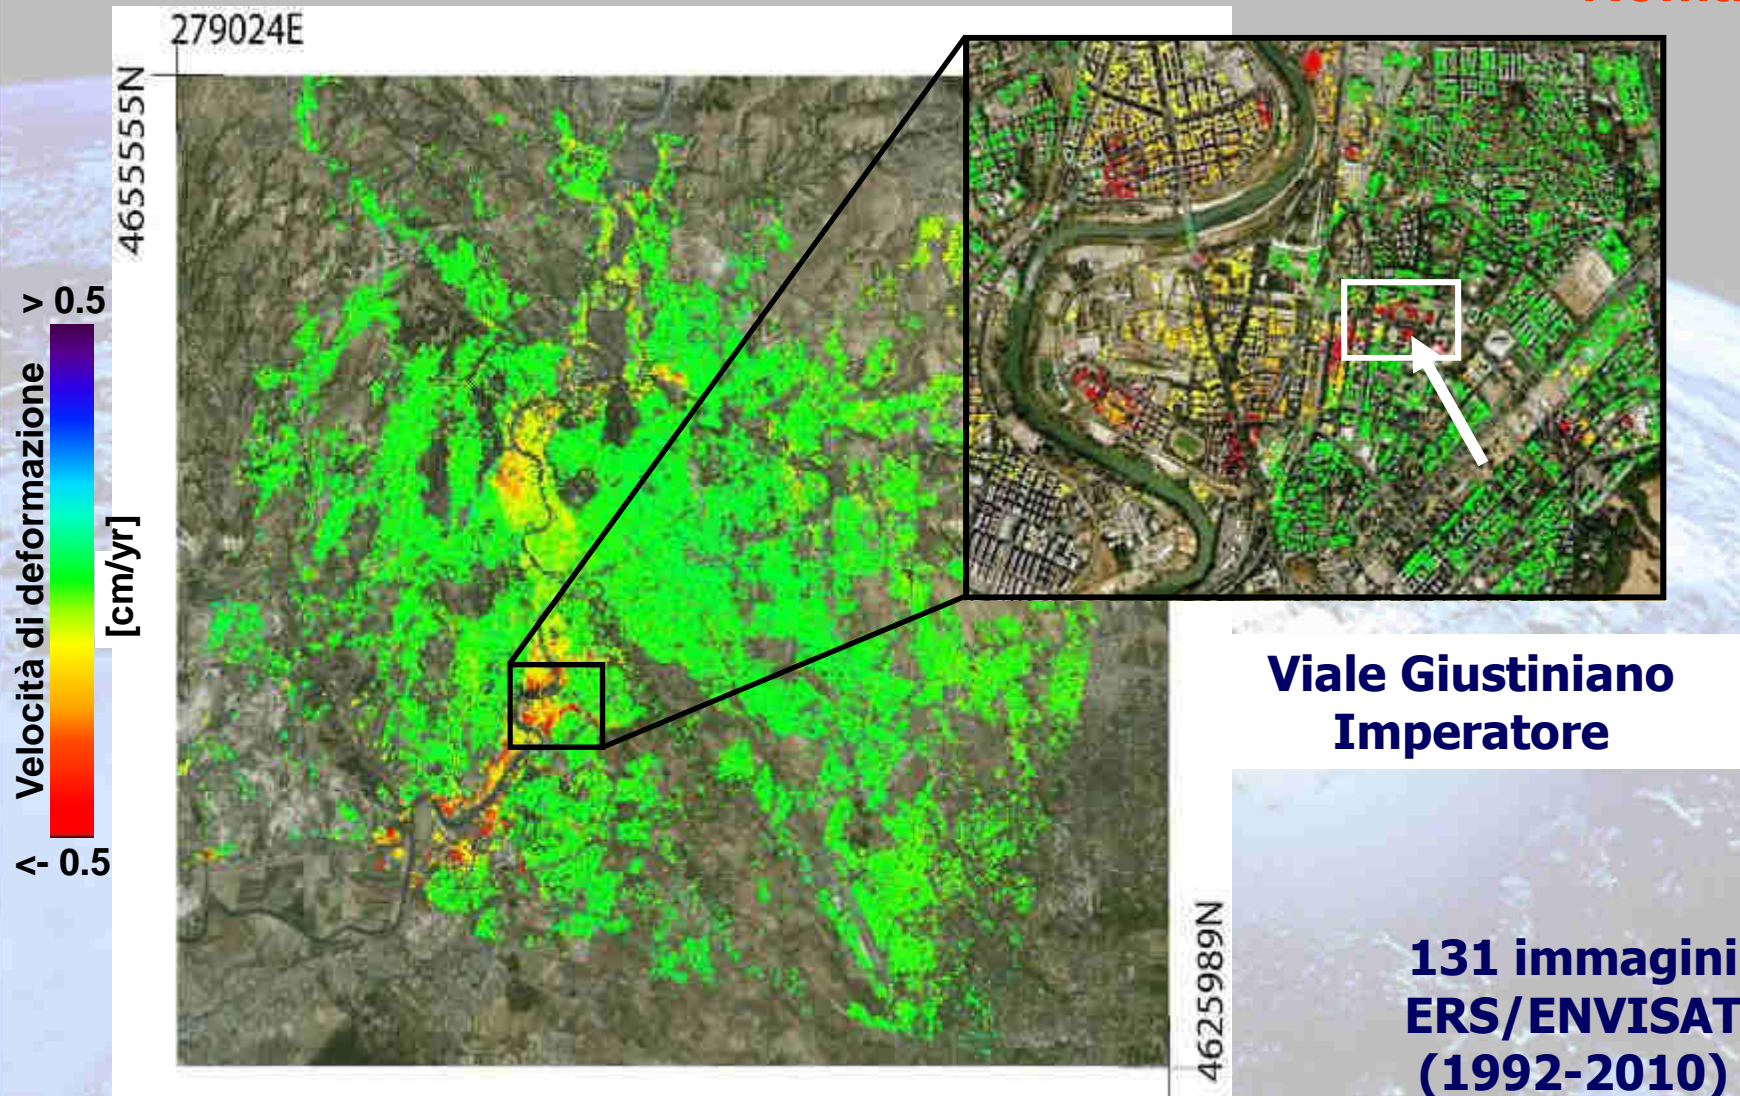 279024E
4655555N
> 0.5
Velocità di deformazione
[cm/yr]
<- 0.5
Viale Giustiniano
Imperatore
4625989N
131 immagini
ERS/ENVISAT
(1992-2010)